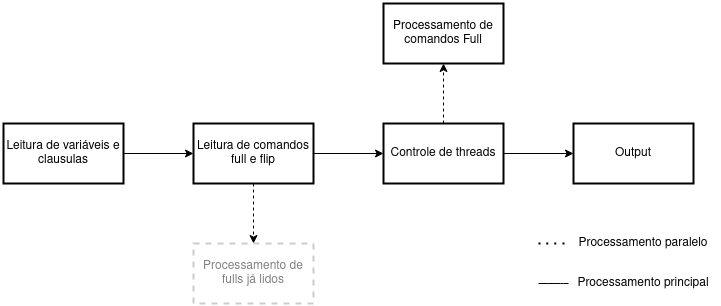 Processamento de
comandos Full
Leitura de variáveis e
clausulas
Leitura de comandos
full e flip
Controle de threads
Output
Processamento de
fulls já lidos
Processamento paralelo
Processamento principal